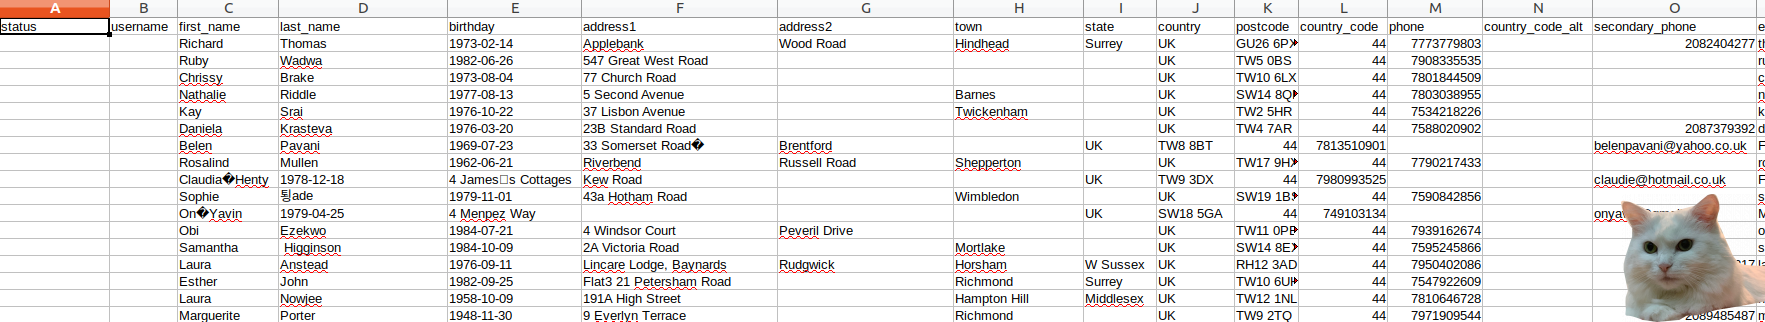 A B C D E F G H I J K L M N O
status username first_name last_name birthday address1 address2 town state country postcode country_code phone country_code_alt secondary_phone e
Richard Thomas 1973-02-14 Applebank Wood Road Hindhead Surrey UK GU26 6PX 44 7773779803 2082404277 th
Ruby Wadwa 1982-06-26 547 Great West Road UK TW5 0BS 44 7908335535 ru
Chrissy Brake 1973-08-04 77 Church Road UK TW10 6LX 44 7801844509 c
Nathalie Riddle 1977-08-13 5 Second Avenue Barnes UK SW14 8Q 44 7803038955 n
Kay Srai 1976-10-22 37 Lisbon Avenue Twickenham UK TW2 5HR 44 7534218226 k
Daniela Krasteva 1976-03-20 23B Standard Road UK TW4 7AR 44 7588020902 2087379392 d
Belen Pavani 1969-07-23 33 Somerset Road� Brentford UK TW8 8BT 44 7813510901 belenpavani@yahoo.co.uk F
Rosalind Mullen 1962-06-21 Riverbend Russell Road Shepperton UK TW17 9HX 44 7790217433 ro
Claudia�Henty 1978-12-18 4 James□s Cottages Kew Road UK TW9 3DX 44 7980993525 claudie@hotmail.co.uk F
Sophie 튕ade 1979-11-01 43a Hotham Road Wimbledon UK SW19 1B 44 7590842856 s
On�Yavin 1979-04-25 4 Menpez Way UK SW18 5GA 44 749103134 M
Obi Ezekwo 1984-07-21 4 Windsor Court Peveril Drive UK TW11 0P 44 7939162674 o
Samantha Higginson 1984-10-09 2A Victoria Road Mortlake UK SW14 8E 44 7595245866 s
Laura Anstead 1976-09-11 Lincare Lodge, Baynards Rudgwick Horsham W Sussex UK RH12 3AD 44 7950402086
Esther John 1982-09-25 Flat3 21 Petersham Road Richmond Surrey UK TW10 6U 44 7547922609
Laura Nowjee 1958-10-09 191A High Street Hampton Hill Middlesex UK TW12 1NL 44 7810646728
Marguerite Porter 1948-11-30 9 Everlyn Terrace Richmond UK TW9 2TQ 44 7971909544 2089485487